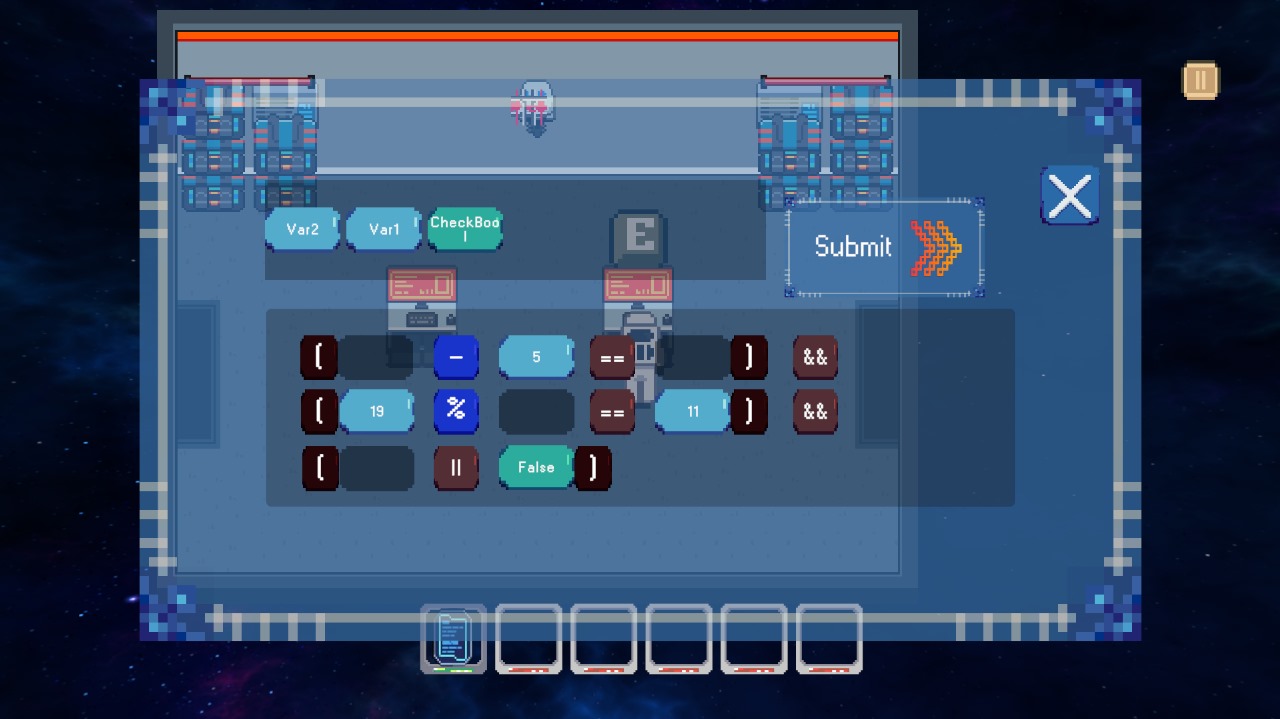 Var2 Var1 CheckBool
E
Submit
( - 5 == ) &&
( 19 % == 11 ) &&
( || False )